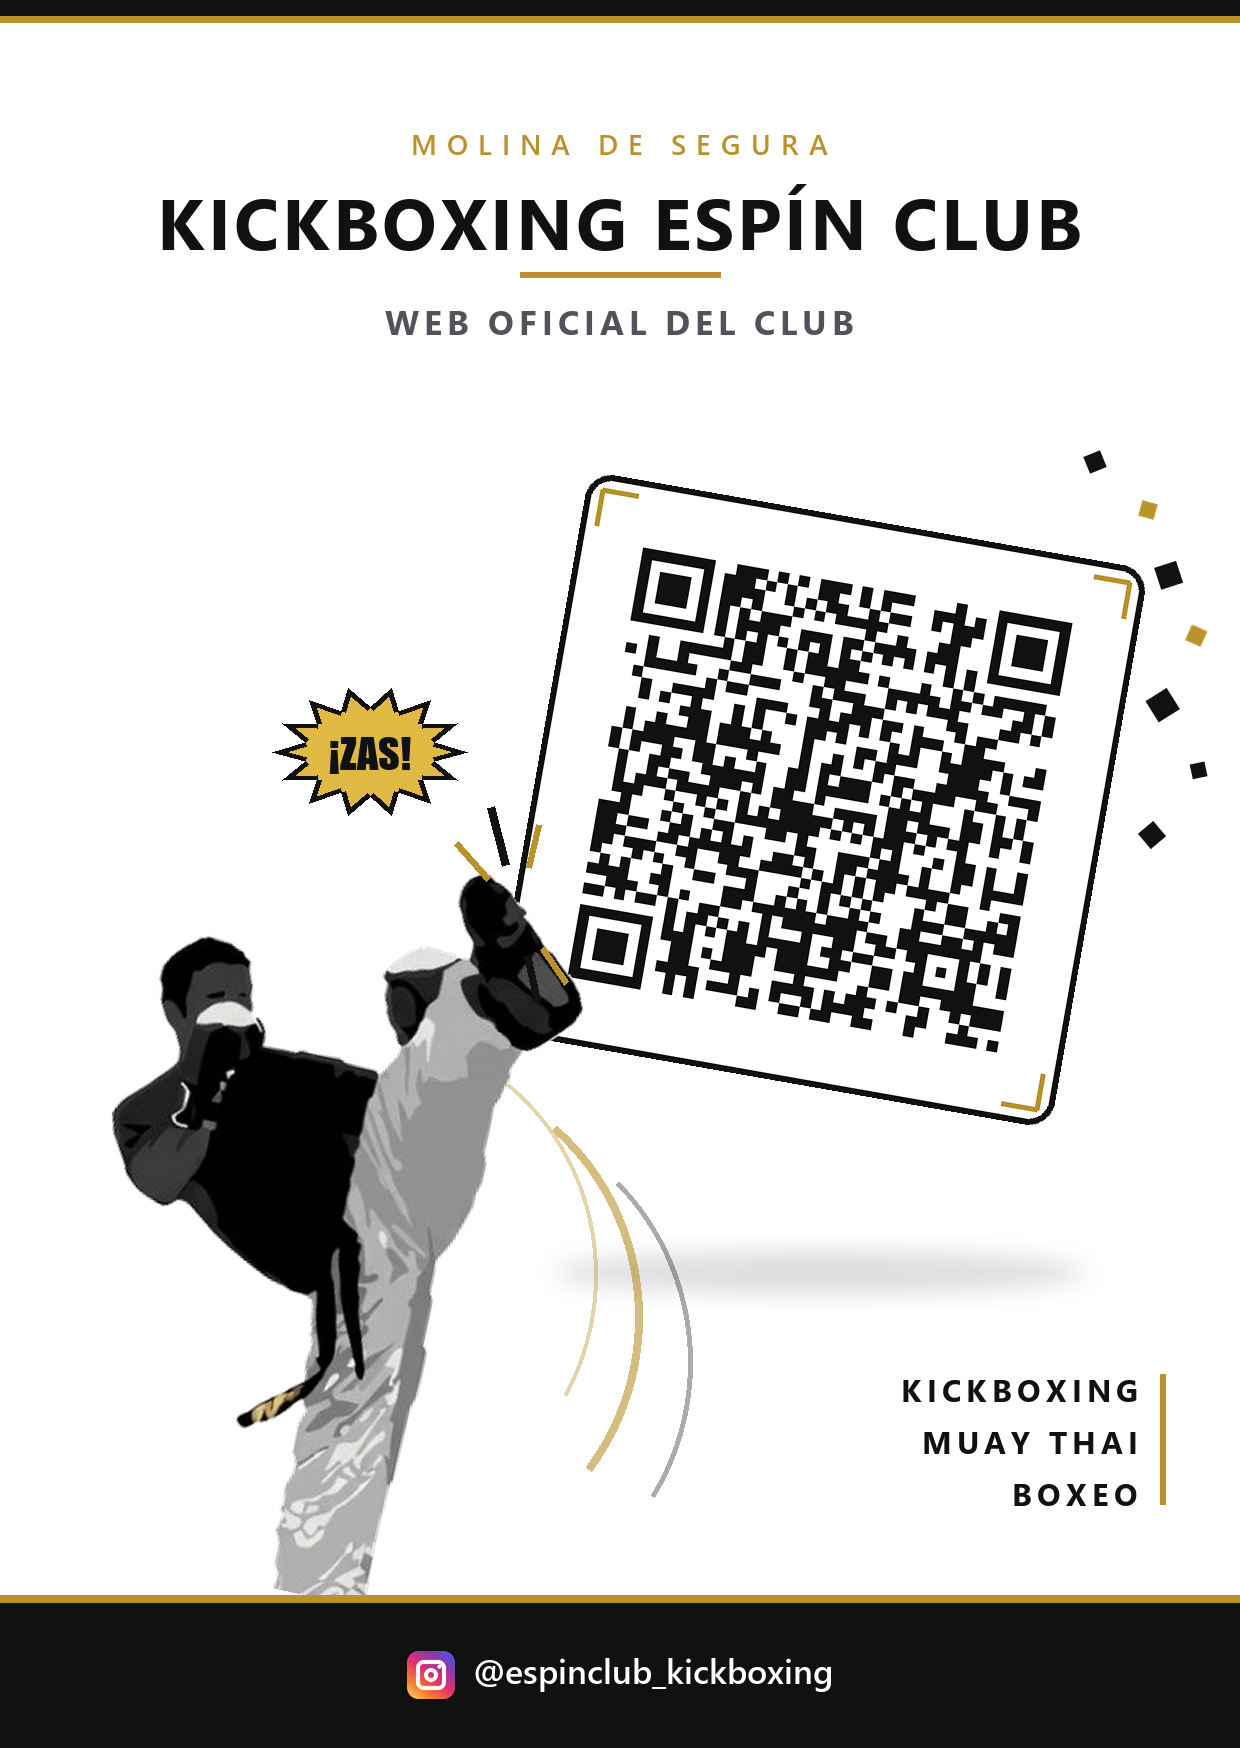 MOLINA DE SEGURA
KICKBOXING ESPÍN CLUB
WEB OFICIAL DEL CLUB
¡ZAS!
KICKBOXING
MUAY THAI
BOXEO
@espinclub_kickboxing